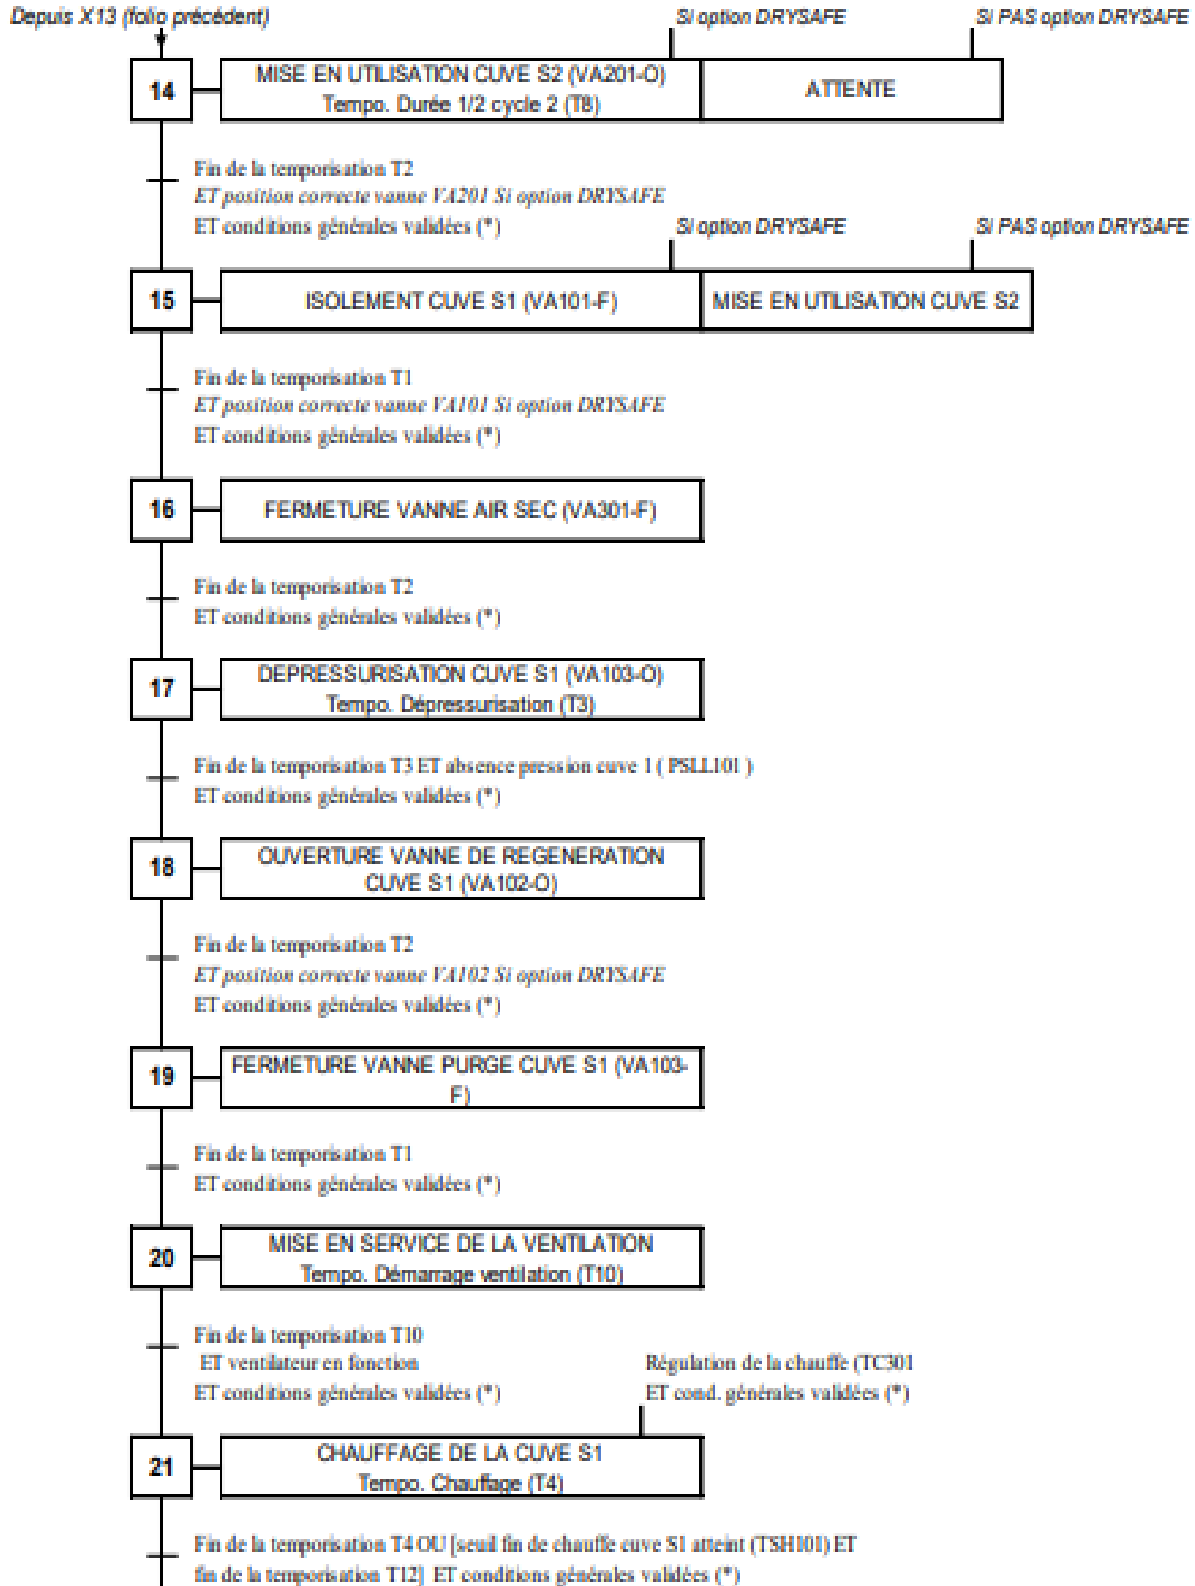 Depuis X13 (folio précédent)
Si option DRYSAFE
Si PAS option DRYSAFE
14
MISE EN UTILISATION CUVE S2 (VA201-O)
Tempo. Durée 1/2 cycle 2 (T8)
ATTENTE
Fin de la temporisation T2
ET position correcte vanne VA201 Si option DRYSAFE
ET conditions générales validées (*)
Si option DRYSAFE
Si PAS option DRYSAFE
15
ISOLEMENT CUVE S1 (VA101-F)
MISE EN UTILISATION CUVE S2
Fin de la temporisation T1
ET position correcte vanne VA101 Si option DRYSAFE
ET conditions générales validées (*)
16
FERMETURE VANNE AIR SEC (VA301-F)
Fin de la temporisation T2
ET conditions générales validées (*)
17
DEPRESSURISATION CUVE S1 (VA103-O)
Tempo. Dépressurisation (T3)
Fin de la temporisation T3 ET absence pression cuve 1 ( PSLL101 )
ET conditions générales validées (*)
18
OUVERTURE VANNE DE REGENERATION
CUVE S1 (VA102-O)
Fin de la temporisation T2
ET position correcte vanne VA102 Si option DRYSAFE
ET conditions générales validées (*)
19
FERMETURE VANNE PURGE CUVE S1 (VA103-
F)
Fin de la temporisation T1
ET conditions générales validées (*)
20
MISE EN SERVICE DE LA VENTILATION
Tempo. Démarrage ventilation (T10)
Fin de la temporisation T10
ET ventilateur en fonction
ET conditions générales validées (*)
Régulation de la chauffe (TC301
ET cond. générales validées (*)
21
CHAUFFAGE DE LA CUVE S1
Tempo. Chauffage (T4)
Fin de la temporisation T4 OU [seuil fin de chauffe cuve S1 atteint (TSH101) ET
fin de la temporisation T12] ET conditions générales validées (*)